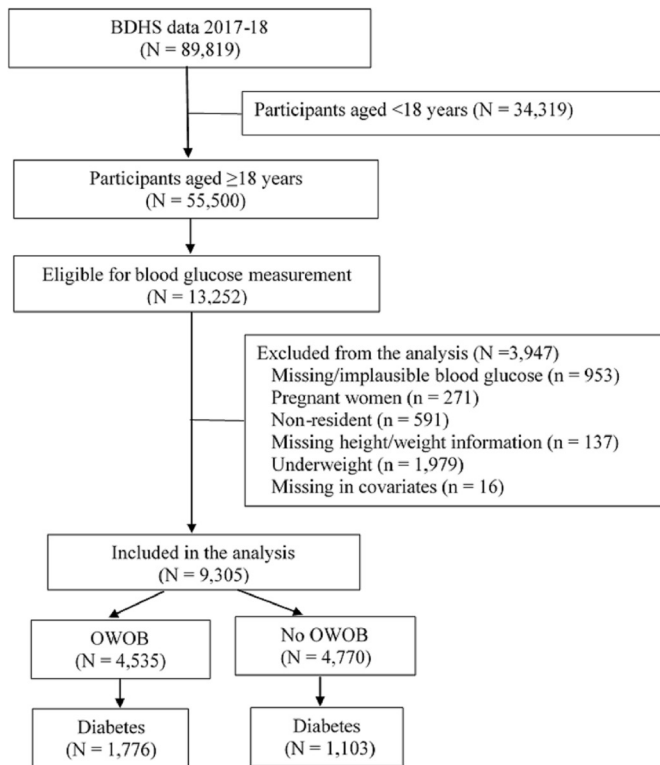 BDHS data 2017-18
(N = 89,819)
Participants aged <18 years (N = 34,319)
Participants aged ≥18 years
(N = 55,500)
Eligible for blood glucose measurement
(N = 13,252)
Excluded from the analysis (N =3,947)
Missing/implausible blood glucose (n = 953)
Pregnant women (n = 271)
Non-resident (n = 591)
Missing height/weight information (n = 137)
Underweight (n = 1,979)
Missing in covariates (n = 16)
Included in the analysis
(N = 9,305)
OWOB
(N = 4,535)
No OWOB
(N = 4,770)
Diabetes
(N = 1,776)
Diabetes
(N = 1,103)